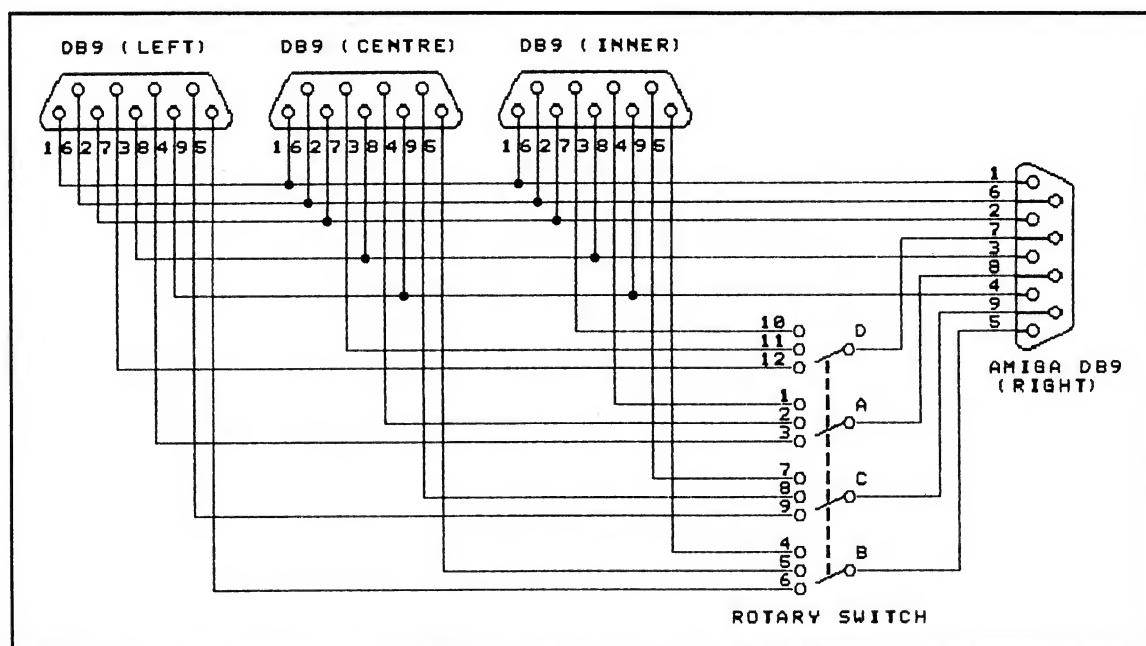 DB9 (LEFT)
DB9 (CENTRE)
DB9 (INNER)
1 6 2 7 3 8 4 9 5
1 6 2 7 3 8 4 9 5
1 6 2 7 3 8 4 9 5
1
6
2
7
3
8
4
9
5
AMIGA DB9
(RIGHT)
10
11
12
D
1
2
3
A
7
8
9
C
4
5
6
B
ROTARY SWITCH